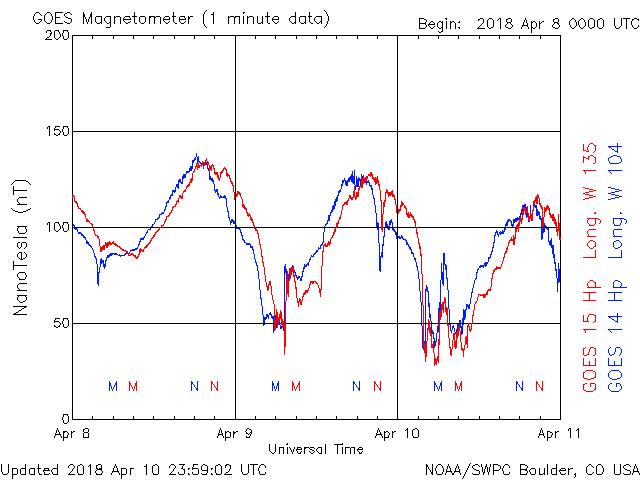 GOES Magnetometer (1 minute data)
Begin: 2018 Apr 8 0000 UTC
200
150
100
50
0
NanoTesla (nT)
M M N N M M N N M M N N
Apr 8 Apr 9 Apr 10 Apr 11
Universal Time
GOES 15 Hp Long. W 135
GOES 14 Hp Long. W 104
Updated 2018 Apr 10 23:59:02 UTC
NOAA/SWPC Boulder, CO USA